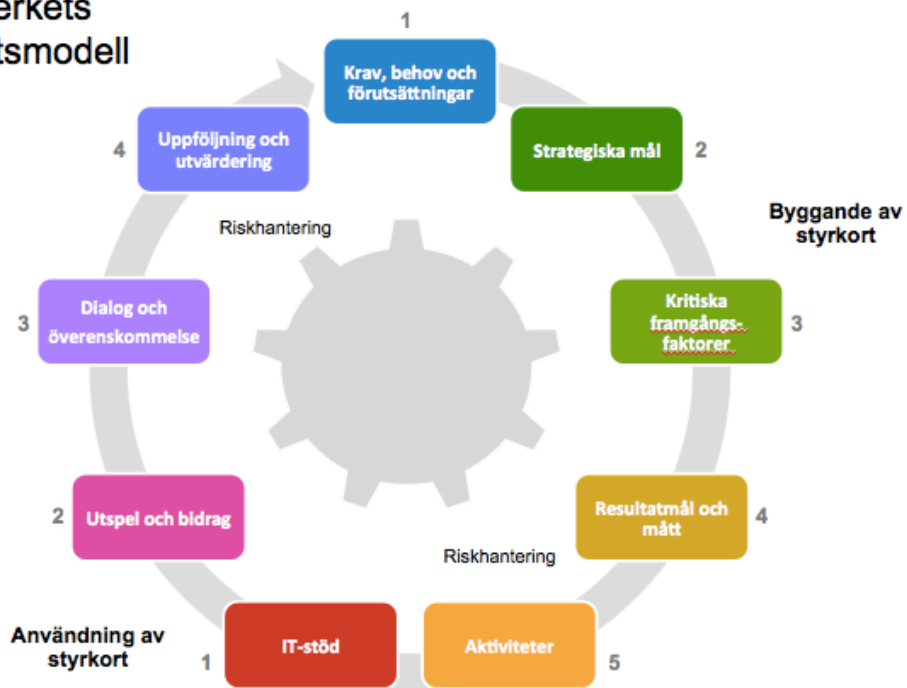 tsmodell
1
Krav, behov och
förutsättningar
Strategiska mål
2
Byggande av
styrkort
Kritiska
framgångs-
faktorer
3
Resultatmål och
mått
4
Riskhantering
Aktiviteter
5
IT-stöd
1
Användning av
styrkort
Utspel och bidrag
2
Dialog och
överenskommelse
3
Uppföljning och
utvärdering
4
Riskhantering